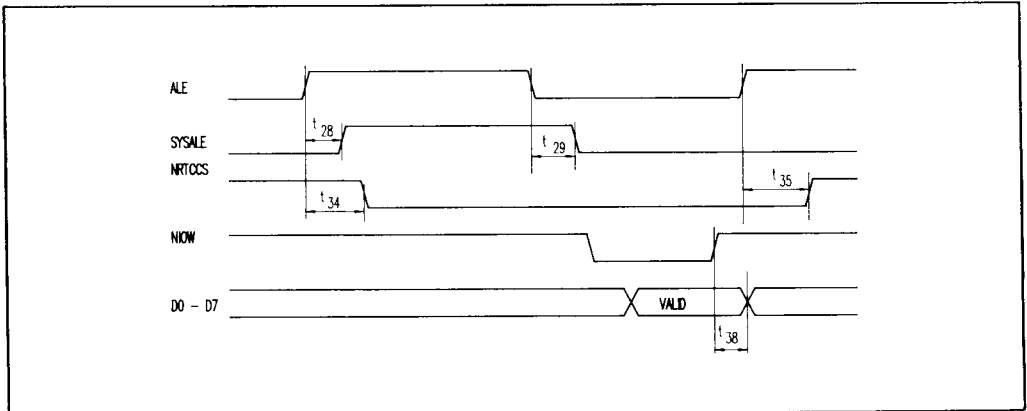 ALE
t 28
SYSALE
t 29
NRTCCS
t 35
t 34
NIOW
D0 - D7
VALID
t 38